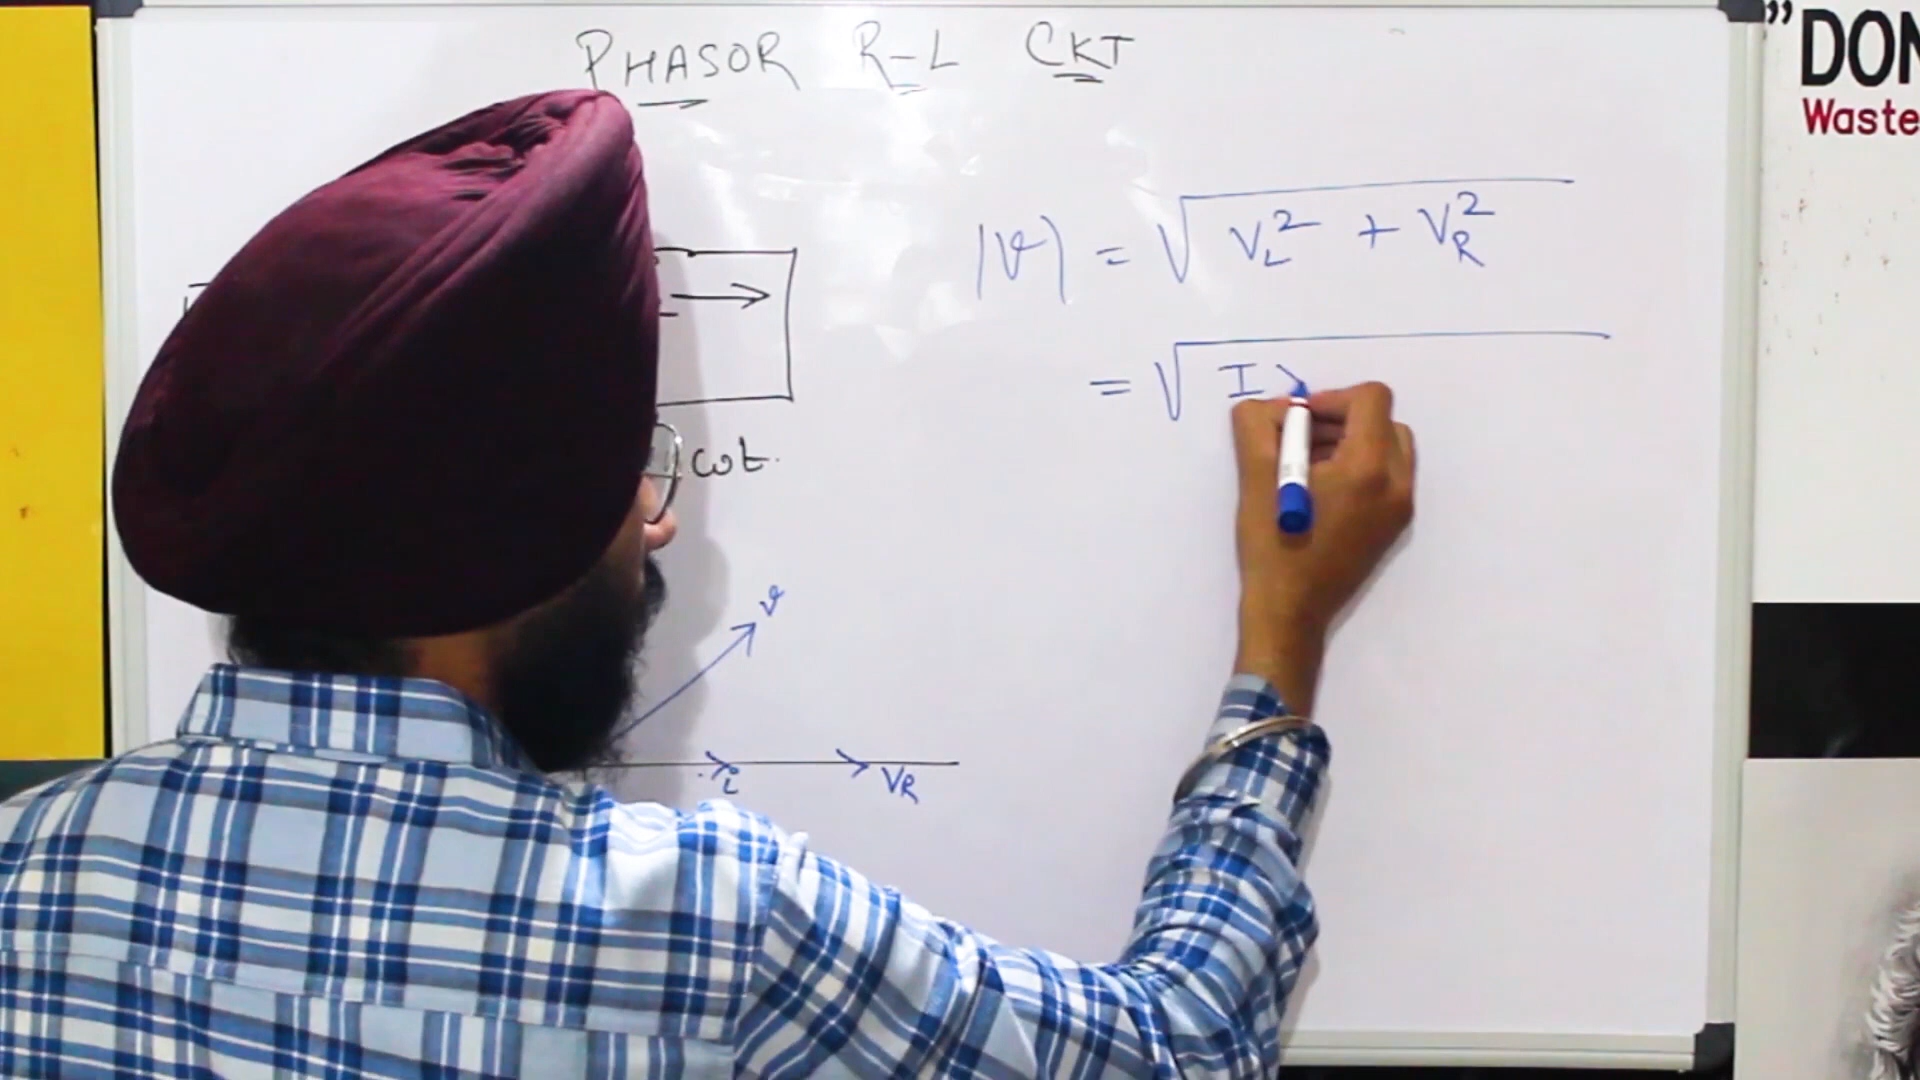 PHASOR R-L CKT
|v| = √ V_L² + V_R²
= √ I
ωt.
v
i
V_R
" DON
Waste